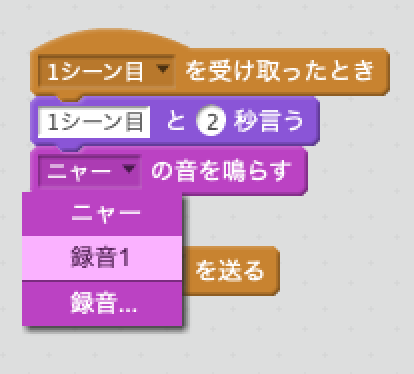 1シーン目 を受け取ったとき
1シーン目 と 2 秒言う
ニャー の音を鳴らす
ニャー
録音1
を送る
録音...